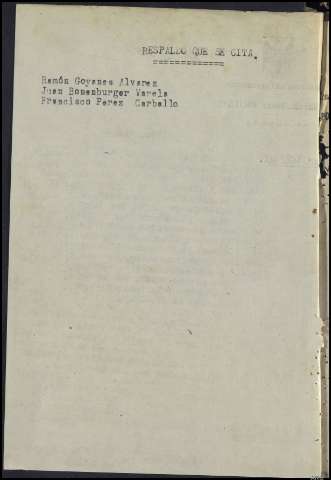 RESPALDO QUE SE CITA.
=============
Ramón Goyanes Alvarez
Juan Bonenburger Varela
Francisco Perez Carballo